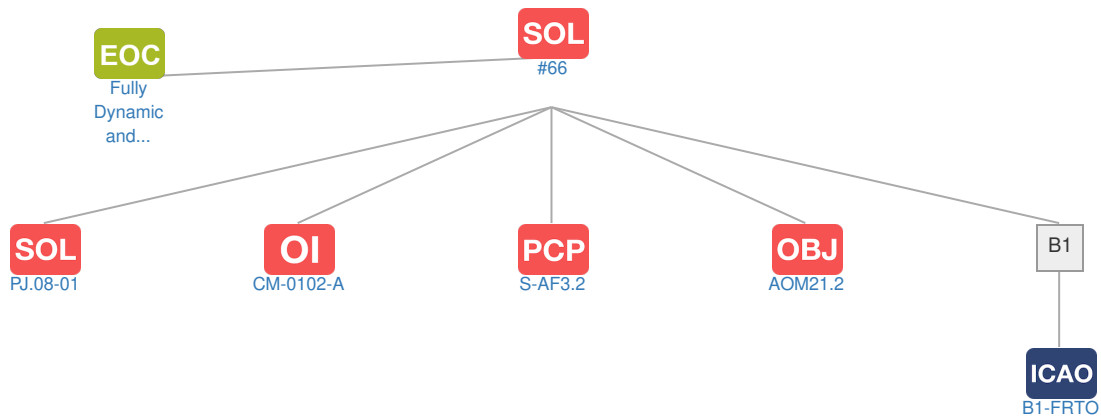 EOC
Fully
Dynamic
and...
SOL
#66
SOL
PJ.08-01
OI
CM-0102-A
PCP
S-AF3.2
OBJ
AOM21.2
B1
ICAO
B1-FRTO